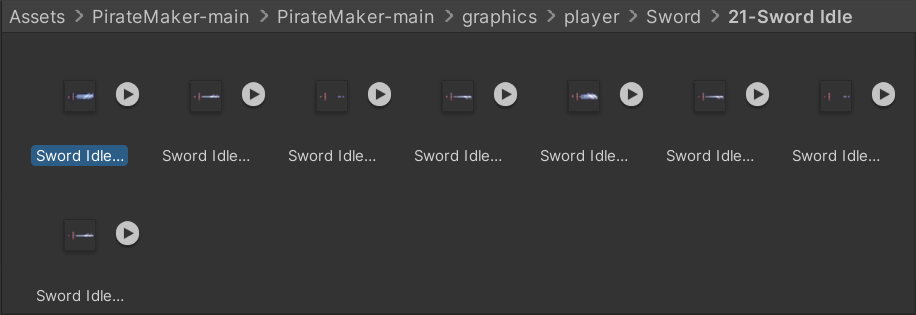 Assets > PirateMaker-main > PirateMaker-main > graphics > player > Sword > 21-Sword Idle
Sword Idle... Sword Idle... Sword Idle... Sword Idle... Sword Idle... Sword Idle... Sword Idle...
Sword Idle...